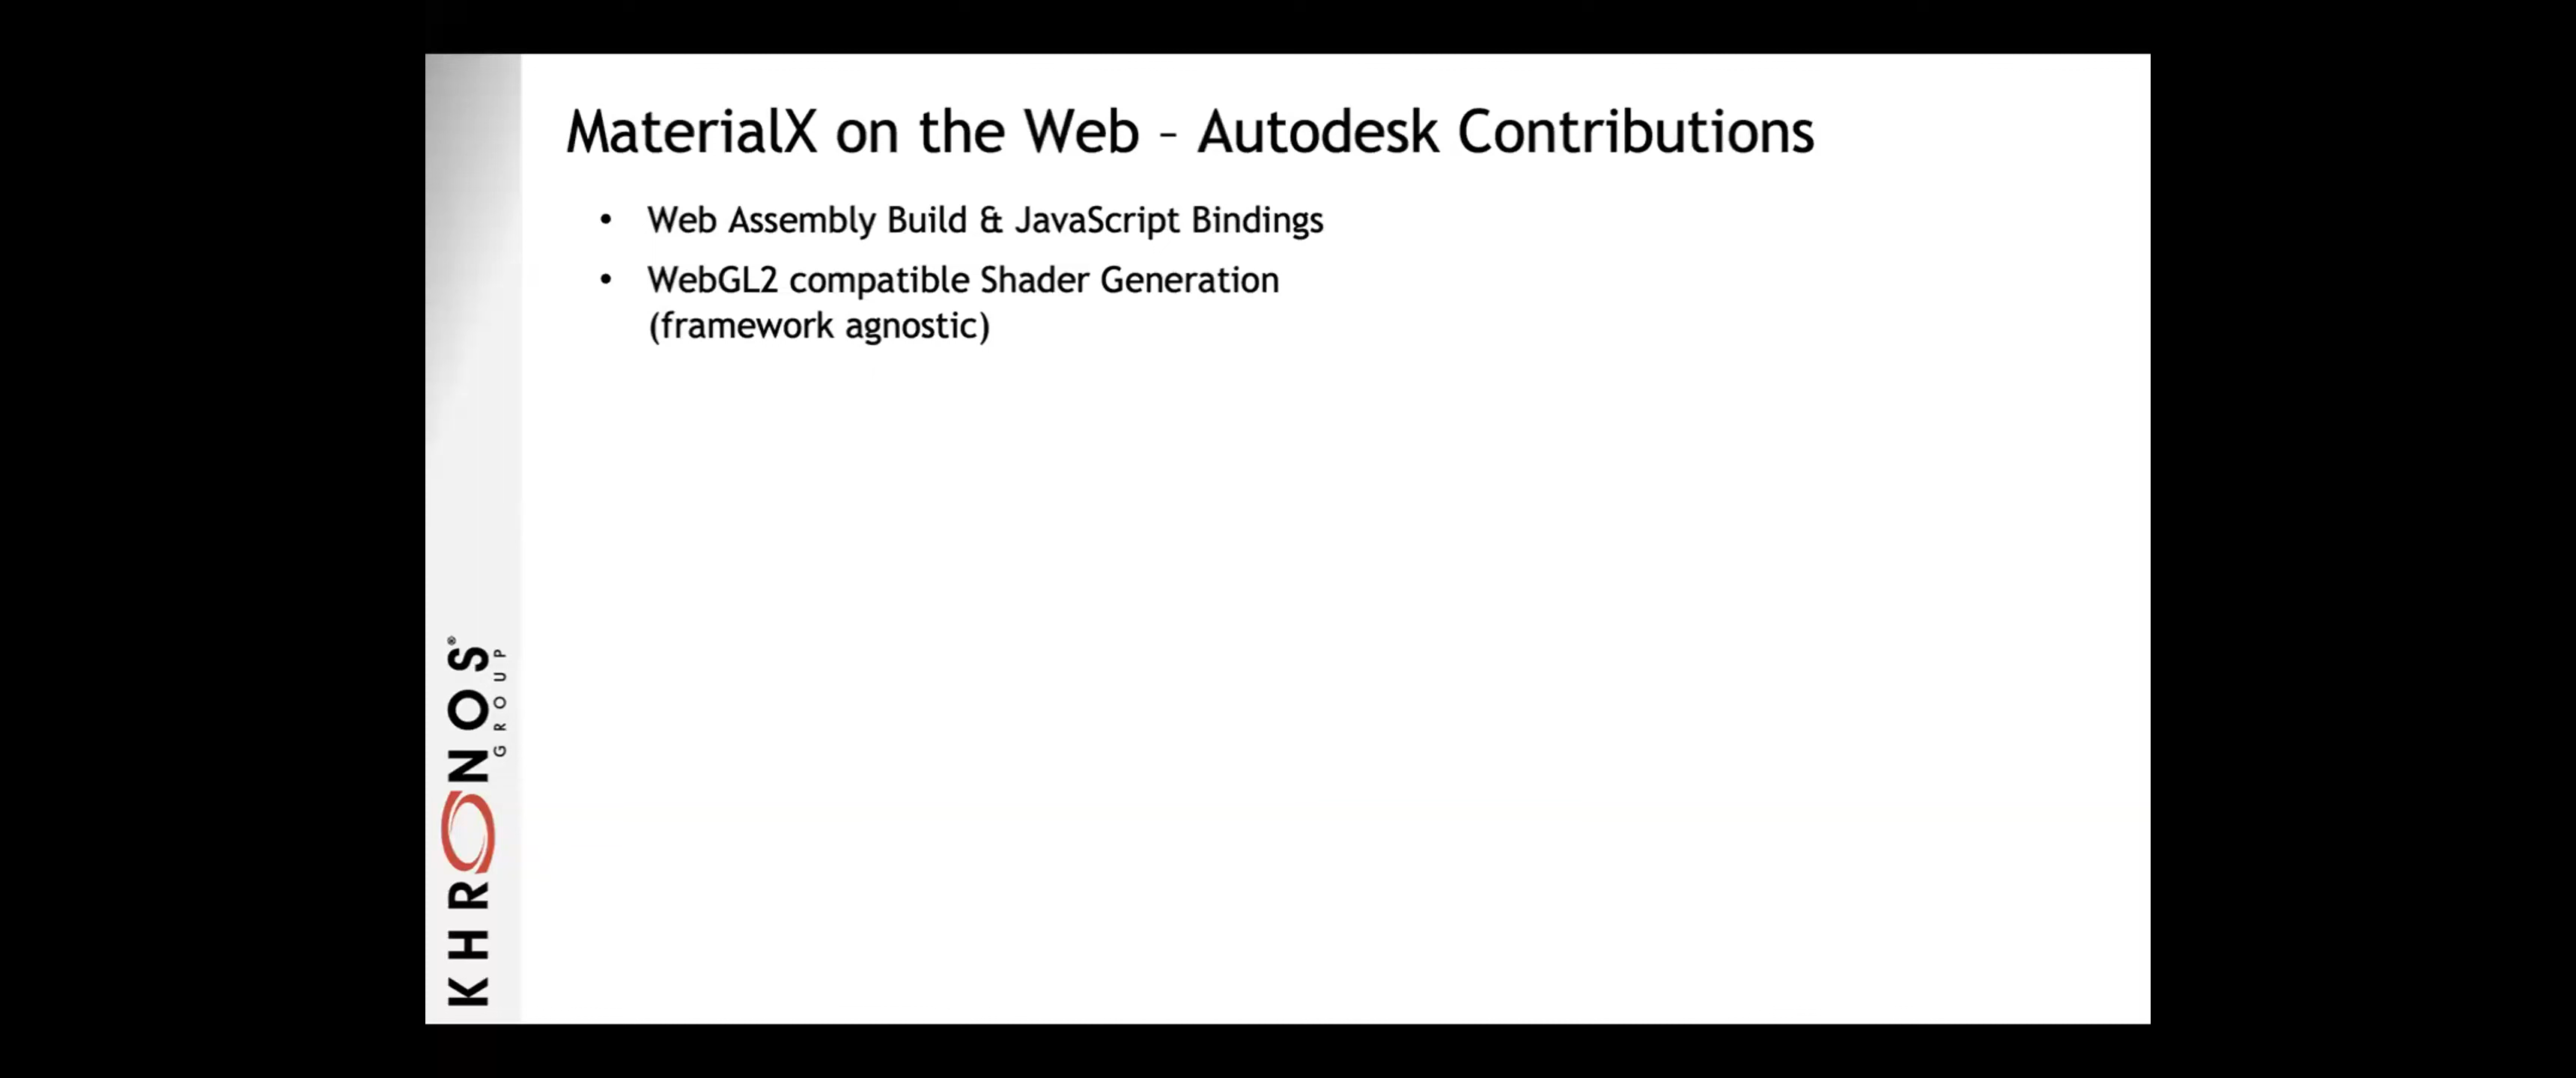 MaterialX on the Web – Autodesk Contributions
• Web Assembly Build & JavaScript Bindings
• WebGL2 compatible Shader Generation
(framework agnostic)
KHRONOS®
GROUP